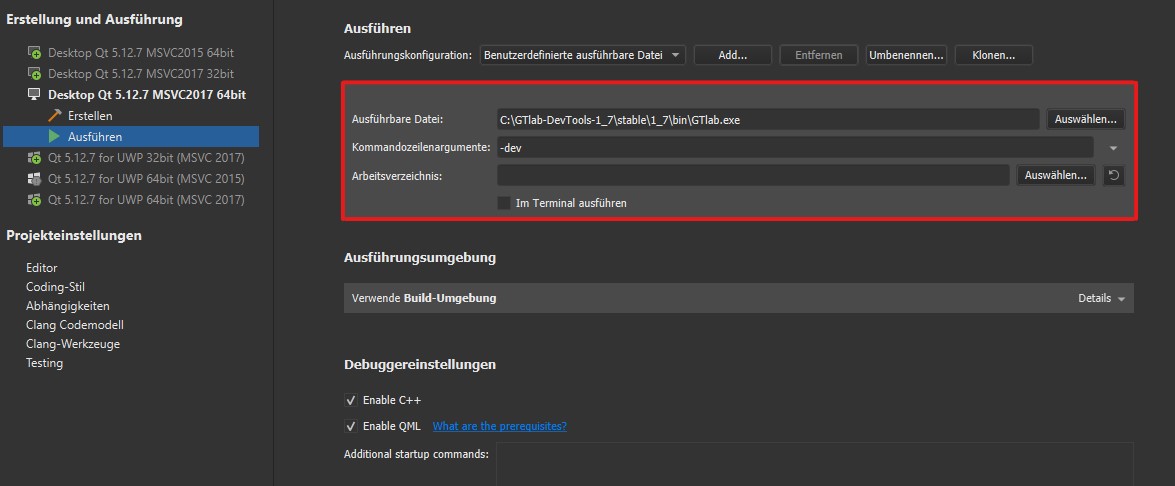 Erstellung und Ausführung
Desktop Qt 5.12.7 MSVC2015 64bit
Desktop Qt 5.12.7 MSVC2017 32bit
Desktop Qt 5.12.7 MSVC2017 64bit
Erstellen
Ausführen
Qt 5.12.7 for UWP 32bit (MSVC 2017)
Qt 5.12.7 for UWP 64bit (MSVC 2015)
Qt 5.12.7 for UWP 64bit (MSVC 2017)
Projekteinstellungen
Editor
Coding-Stil
Abhängigkeiten
Clang Codemodell
Clang-Werkzeuge
Testing
Ausführen
Ausführungskonfiguration: Benutzerdefinierte ausführbare Datei Add... Entfernen Umbenennen... Klonen...
Ausführbare Datei: C:\GTlab-DevTools-1_7\stable\1_7\bin\GTlab.exe Auswählen...
Kommandozeilenargumente: -dev
Arbeitsverzeichnis: Auswählen...
Im Terminal ausführen
Ausführungsumgebung
Verwende Build-Umgebung Details
Debuggereinstellungen
Enable C++
Enable QML What are the prerequisites?
Additional startup commands: